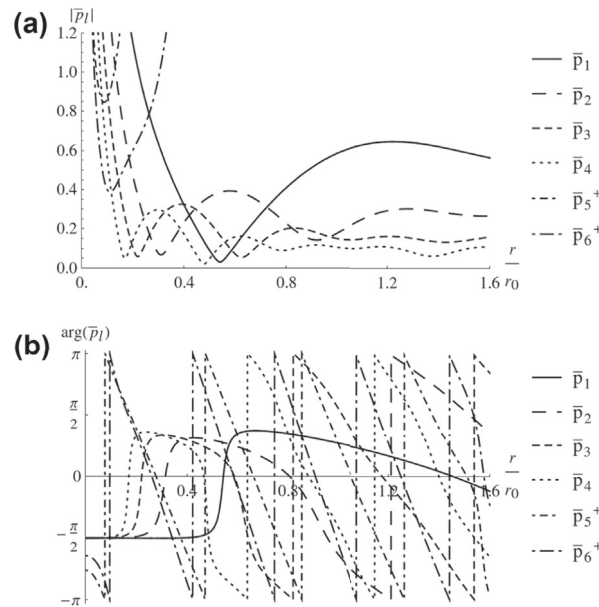 (a)
|p̅l|
1.2
1.0
0.8
0.6
0.4
0.2
0.0
0. 0.4 0.8 1.2 1.6
r
r0
p̅1
p̅2
p̅3
p̅4
p̅5+
p̅6+
(b)
arg(p̅l)
π
π
2
0
−π
2
−π
0.4 0.8 1.2 1.6
r
r0
p̅1
p̅2
p̅3
p̅4
p̅5+
p̅6+